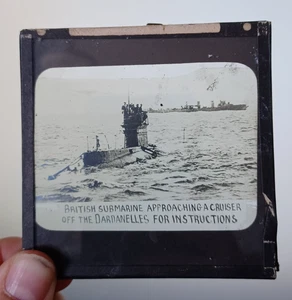 BRITISH SUBMARINE APPROACHING A CRUISER
OFF THE DARDANELLES FOR INSTRUCTIONS